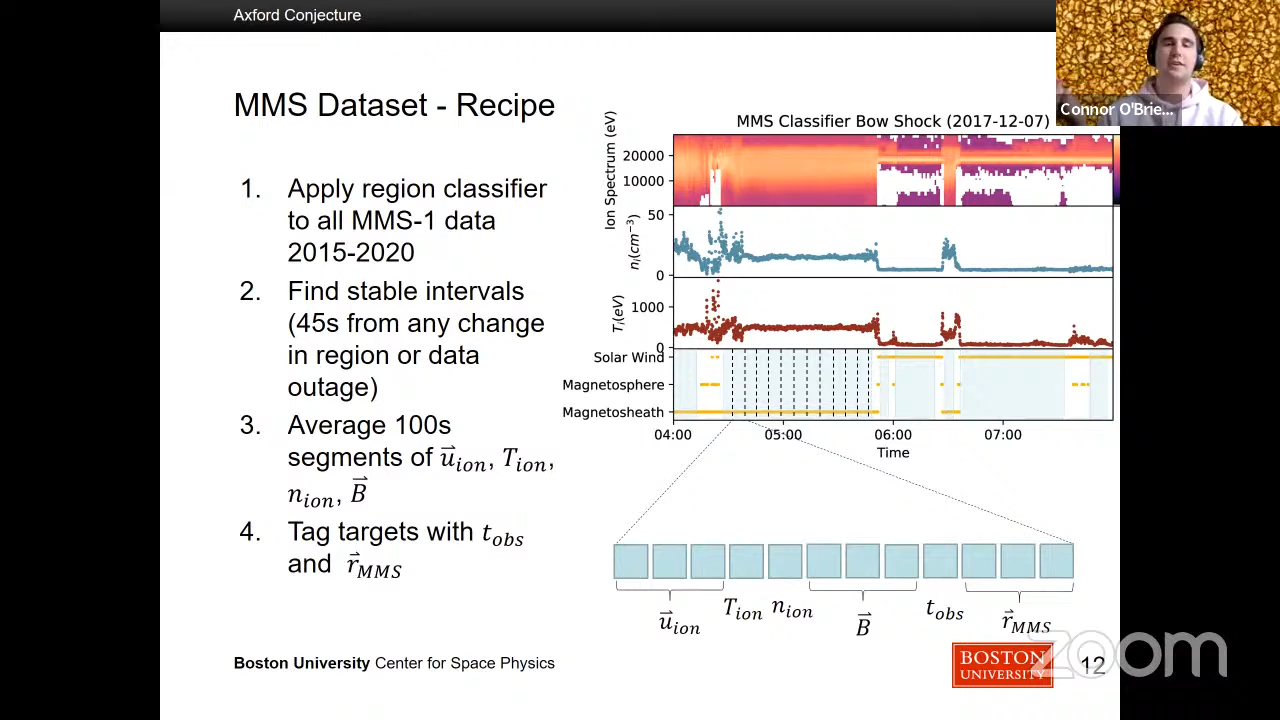 Axford Conjecture
MMS Dataset - Recipe
1. Apply region classifier
to all MMS-1 data
2015-2020
2. Find stable intervals
(45s from any change
in region or data
outage)
3. Average 100s
segments of u⃗ion, Tion,
nion, B⃗
4. Tag targets with tobs
and r⃗MMS
MMS Classifier Bow Shock (2017-12-07)
Ion Spectrum (eV)
20000
10000
ni(cm⁻³)
50
0
Ti(eV)
1000
0
Solar Wind
Magnetosphere
Magnetosheath
04:00 05:00 06:00 07:00
Time
u⃗ion Tion nion B⃗ tobs r⃗MMS
Connor O'Brie...
Boston University Center for Space Physics
BOSTON
UNIVERSITY
12
zoom